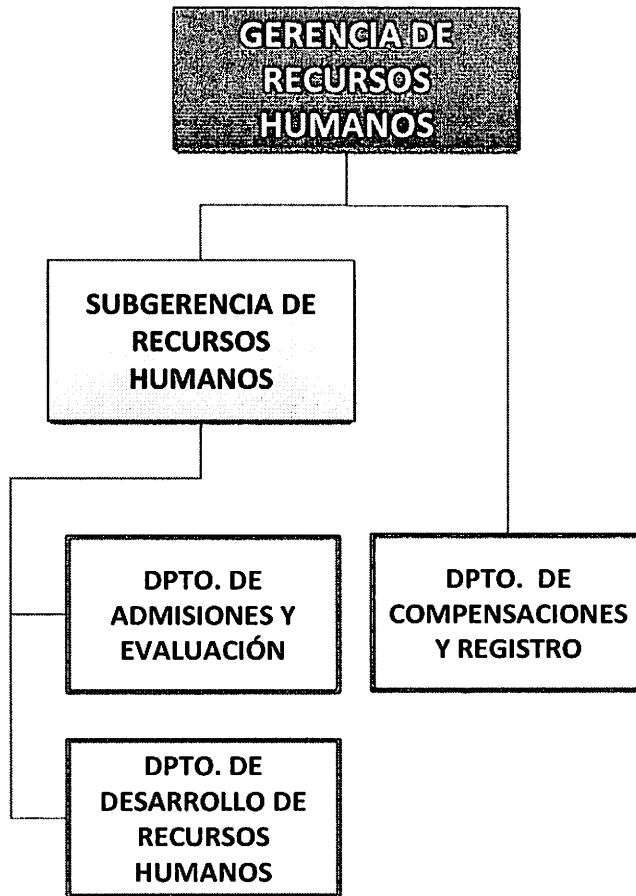 GERENCIA DE
RECURSOS
HUMANOS
SUBGERENCIA DE
RECURSOS
HUMANOS
DPTO. DE
ADMISIONES Y
EVALUACIÓN
DPTO. DE
COMPENSACIONES
Y REGISTRO
DPTO. DE
DESARROLLO DE
RECURSOS
HUMANOS